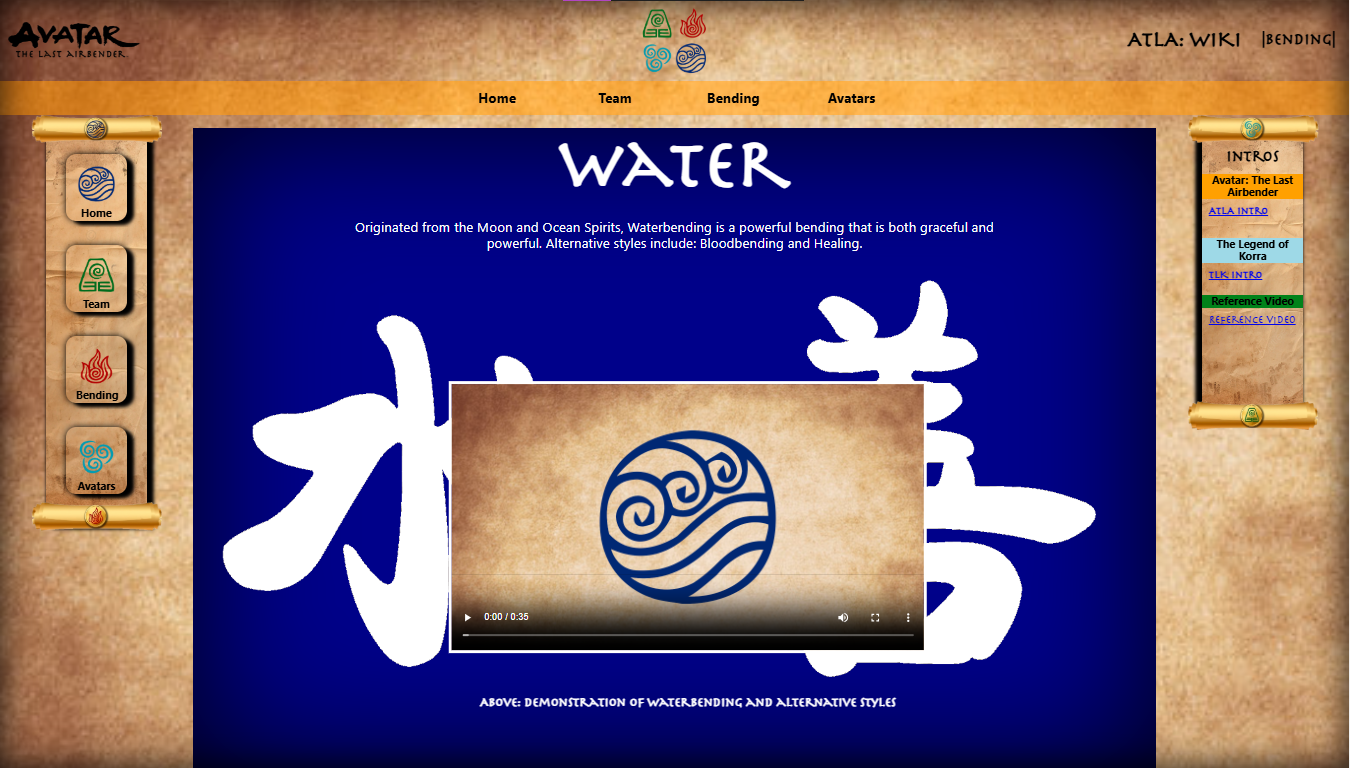 AVATAR
THE LAST AIRBENDER
ATLA: WIKI |BENDING|
Home Team Bending Avatars
Home
Team
Bending
Avatars
WATER
Originated from the Moon and Ocean Spirits, Waterbending is a powerful bending that is both graceful and
powerful. Alternative styles include: Bloodbending and Healing.
水 善
0:00 / 0:35
ABOVE: DEMONSTRATION OF WATERBENDING AND ALTERNATIVE STYLES
INTROS
Avatar: The Last
Airbender
ATLA INTRO
The Legend of
Korra
TLK INTRO
Reference Video
REFERENCE VIDEO